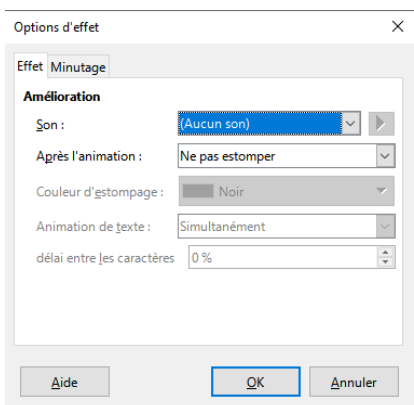 Options d'effet
Effet Minutage
Amélioration
Son : (Aucun son)
Après l'animation : Ne pas estomper
Couleur d'estompage : Noir
Animation de texte : Simultanément
délai entre les caractères 0 %
Aide OK Annuler